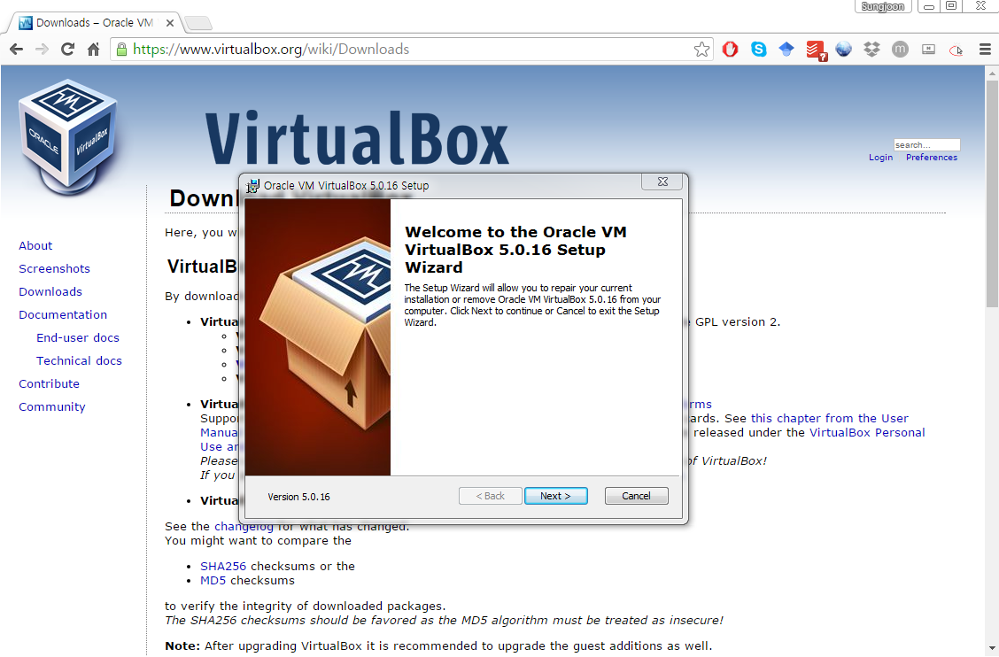 Sungjoon
Downloads – Oracle VM
https://www.virtualbox.org/wiki/Downloads
ORACLE
VirtualBox
VirtualBox
search...
Login Preferences
About
Screenshots
Downloads
Documentation
End-user docs
Technical docs
Contribute
Community
Here, you w
VirtualB
By download
Virtua
GPL version 2.
Virtua
rms
Suppor
ards. See this chapter from the User
Manua
released under the VirtualBox Personal
Use an
Please
of VirtualBox!
If you
Virtua
Oracle VM VirtualBox 5.0.16 Setup
Welcome to the Oracle VM
VirtualBox 5.0.16 Setup
Wizard
The Setup Wizard will allow you to repair your current
installation or remove Oracle VM VirtualBox 5.0.16 from your
computer. Click Next to continue or Cancel to exit the Setup
Wizard.
Version 5.0.16
< Back Next > Cancel
See the changelog for what has changed.
You might want to compare the
SHA256 checksums or the
MD5 checksums
to verify the integrity of downloaded packages.
The SHA256 checksums should be favored as the MD5 algorithm must be treated as insecure!
Note: After upgrading VirtualBox it is recommended to upgrade the guest additions as well.